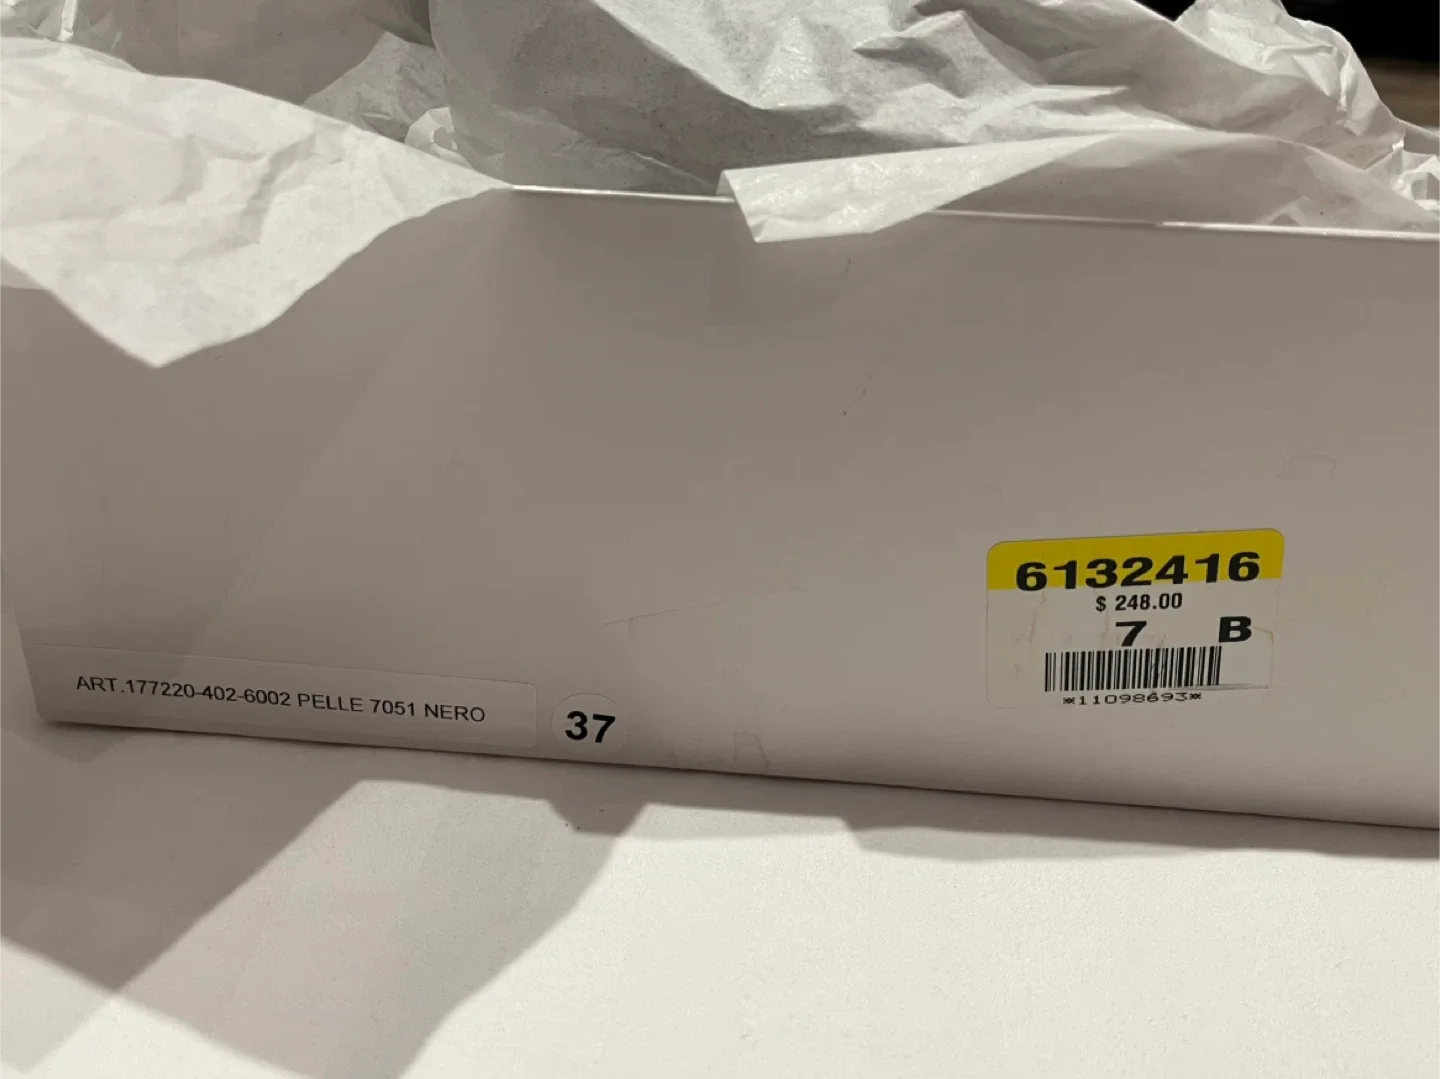 ART.177220-402-6002 PELLE 7051 NERO
37
6132416
$ 248.00
7 B
*11098693*